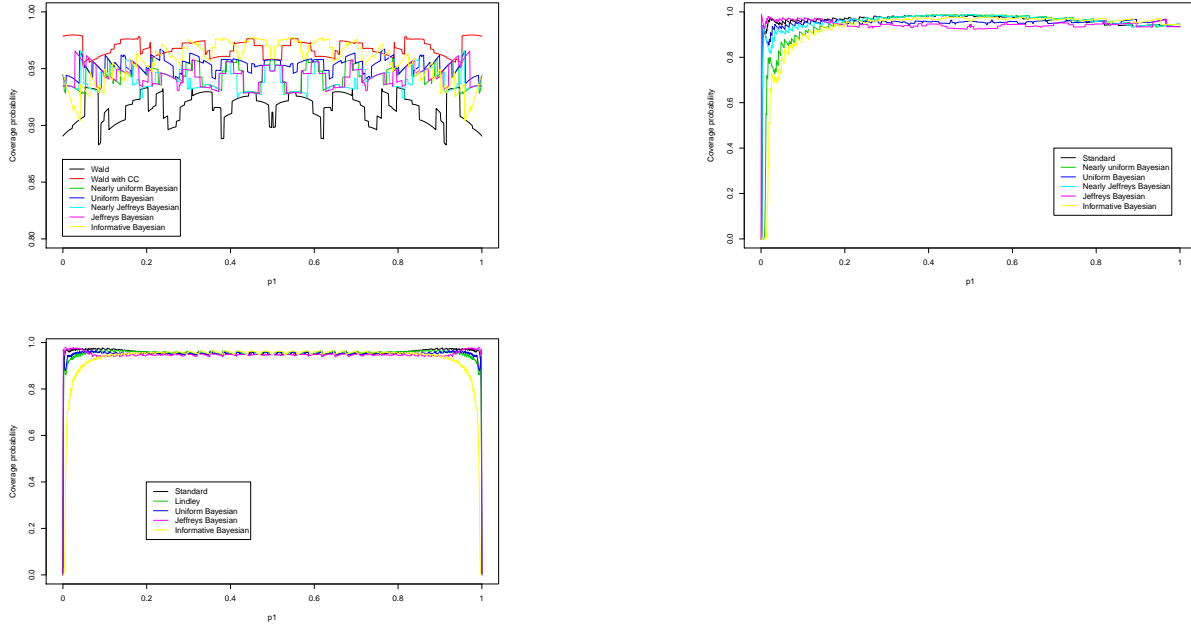 Coverage probability
1.00
0.95
0.90
0.85
0.80
Wald
Wald with CC
Nearly uniform Bayesian
Uniform Bayesian
Nearly Jeffreys Bayesian
Jeffreys Bayesian
Informative Bayesian
0 0.2 0.4 0.6 0.8 1
p1
Coverage probability
1.0
0.8
0.6
0.4
0.2
0.0
Standard
Nearly uniform Bayesian
Uniform Bayesian
Nearly Jeffreys Bayesian
Jeffreys Bayesian
Informative Bayesian
0 0.2 0.4 0.6 0.8 1
p1
Coverage probability
1.0
0.8
0.6
0.4
0.2
0.0
Standard
Lindley
Uniform Bayesian
Jeffreys Bayesian
Informative Bayesian
0 0.2 0.4 0.6 0.8 1
p1